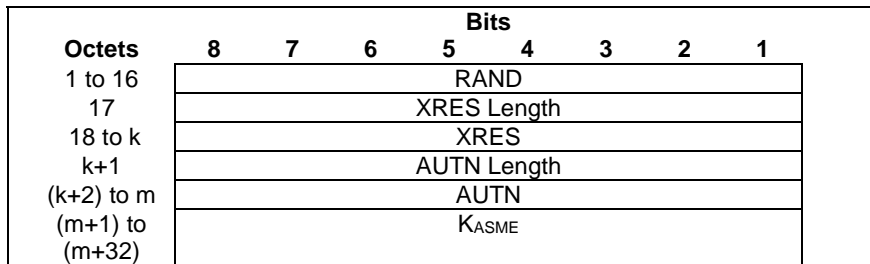 Bits
Octets 8 7 6 5 4 3 2 1
1 to 16 RAND
17 XRES Length
18 to k XRES
k+1 AUTN Length
(k+2) to m AUTN
(m+1) to KASME
(m+32)